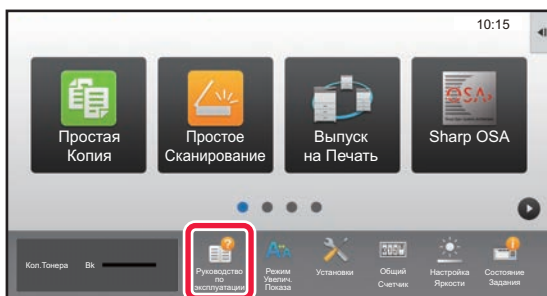 10:15
Простая
Копия
Простое
Сканирование
Выпуск
на Печать
Sharp OSA
Кол.Тонера Bk
Руководство
по
эксплуатации
Режим
Увелич.
Показа
Установки
Общий
Счетчик
Настройка
Яркости
Состояние
Задания